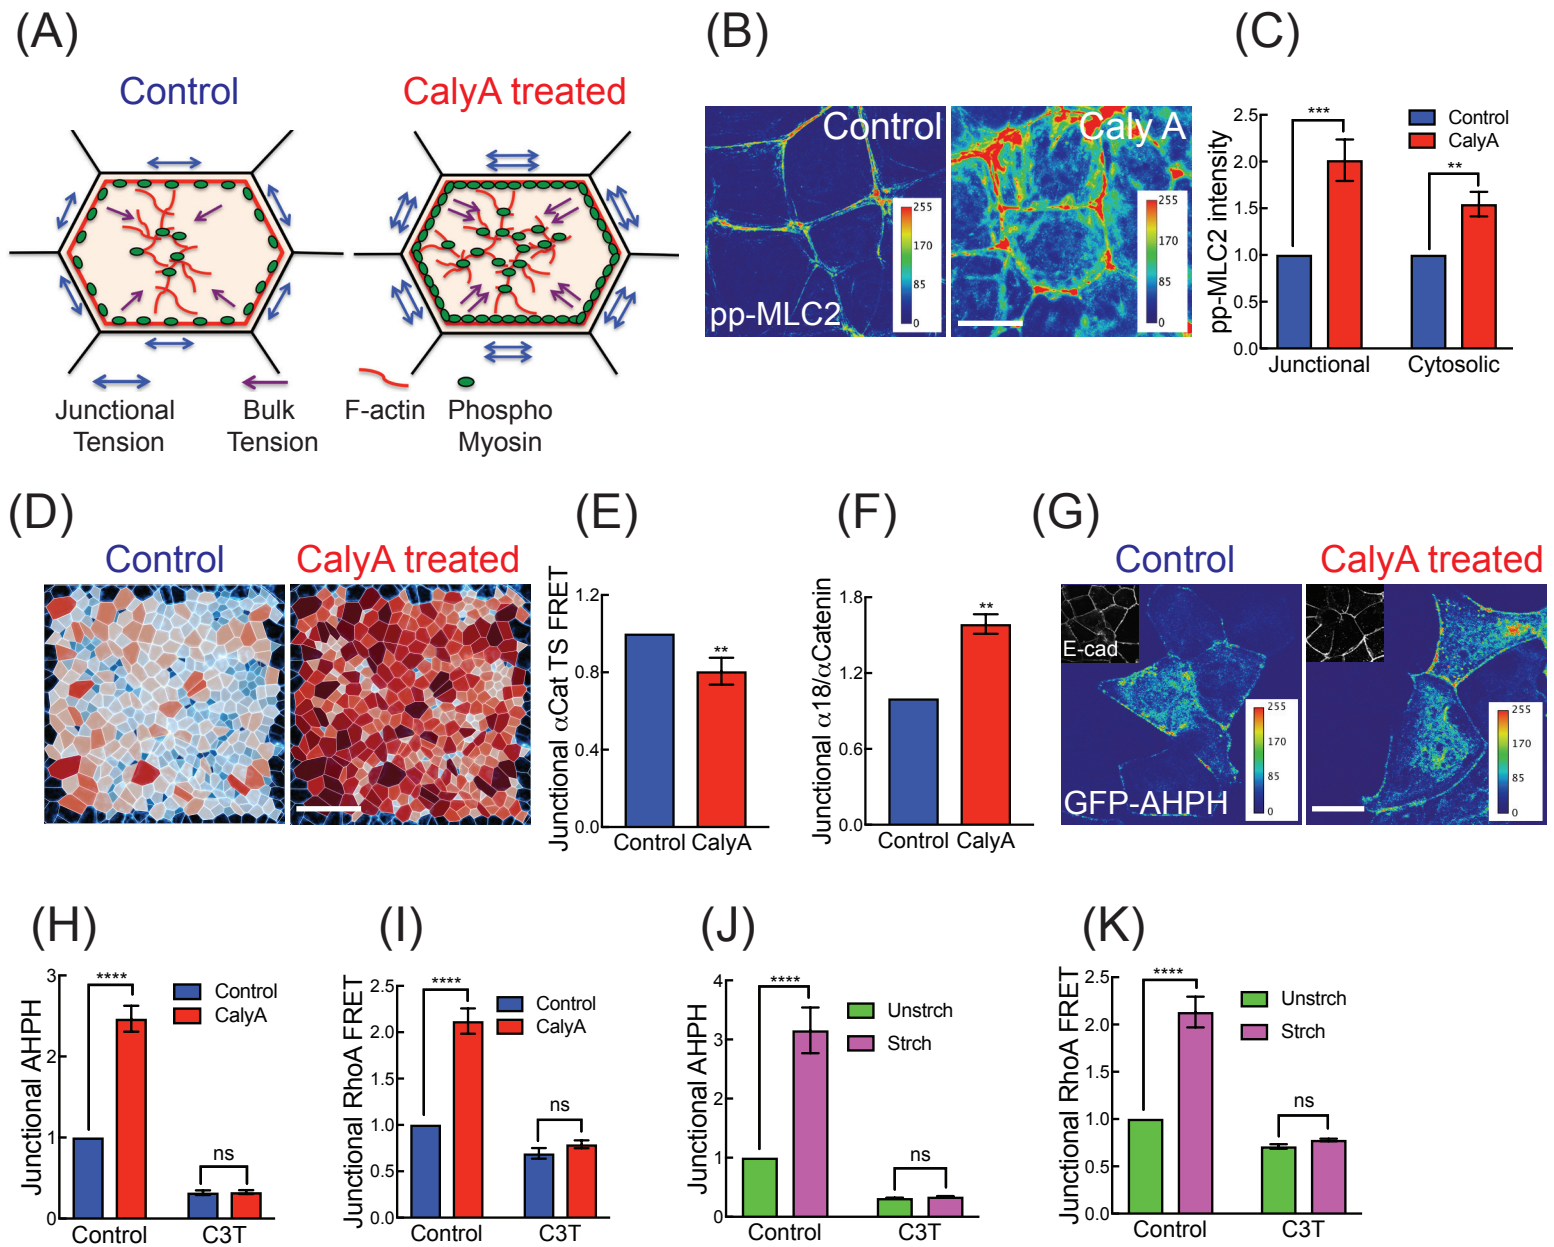 (A)
Control
CalyA treated
Junctional
Tension
Bulk
Tension
F-actin
Phospho
Myosin
(B)
Control
pp-MLC2
255
170
85
0
Caly A
255
170
85
0
(C)
pp-MLC2 intensity
2.5
2.0
1.5
1.0
0.5
0.0
***
**
Control
CalyA
Junctional
Cytosolic
(D)
Control
CalyA treated
(E)
Junctional αCat TS FRET
1.2
0.8
0.4
0.0
**
Control
CalyA
(F)
Junctional α18/αCatenin
1.8
1.2
0.6
0.0
**
Control
CalyA
(G)
Control
CalyA treated
E-cad
GFP-AHPH
255
170
85
0
255
170
85
0
(H)
Junctional AHPH
3
2
1
0
****
ns
Control
CalyA
Control
C3T
(I)
Junctional RhoA FRET
2.5
2.0
1.5
1.0
0.5
0.0
****
ns
Control
CalyA
Control
C3T
(J)
Junctional AHPH
4
3
2
1
0
****
ns
Unstrch
Strch
Control
C3T
(K)
Junctional RhoA FRET
2.5
2.0
1.5
1.0
0.5
0.0
****
ns
Unstrch
Strch
Control
C3T